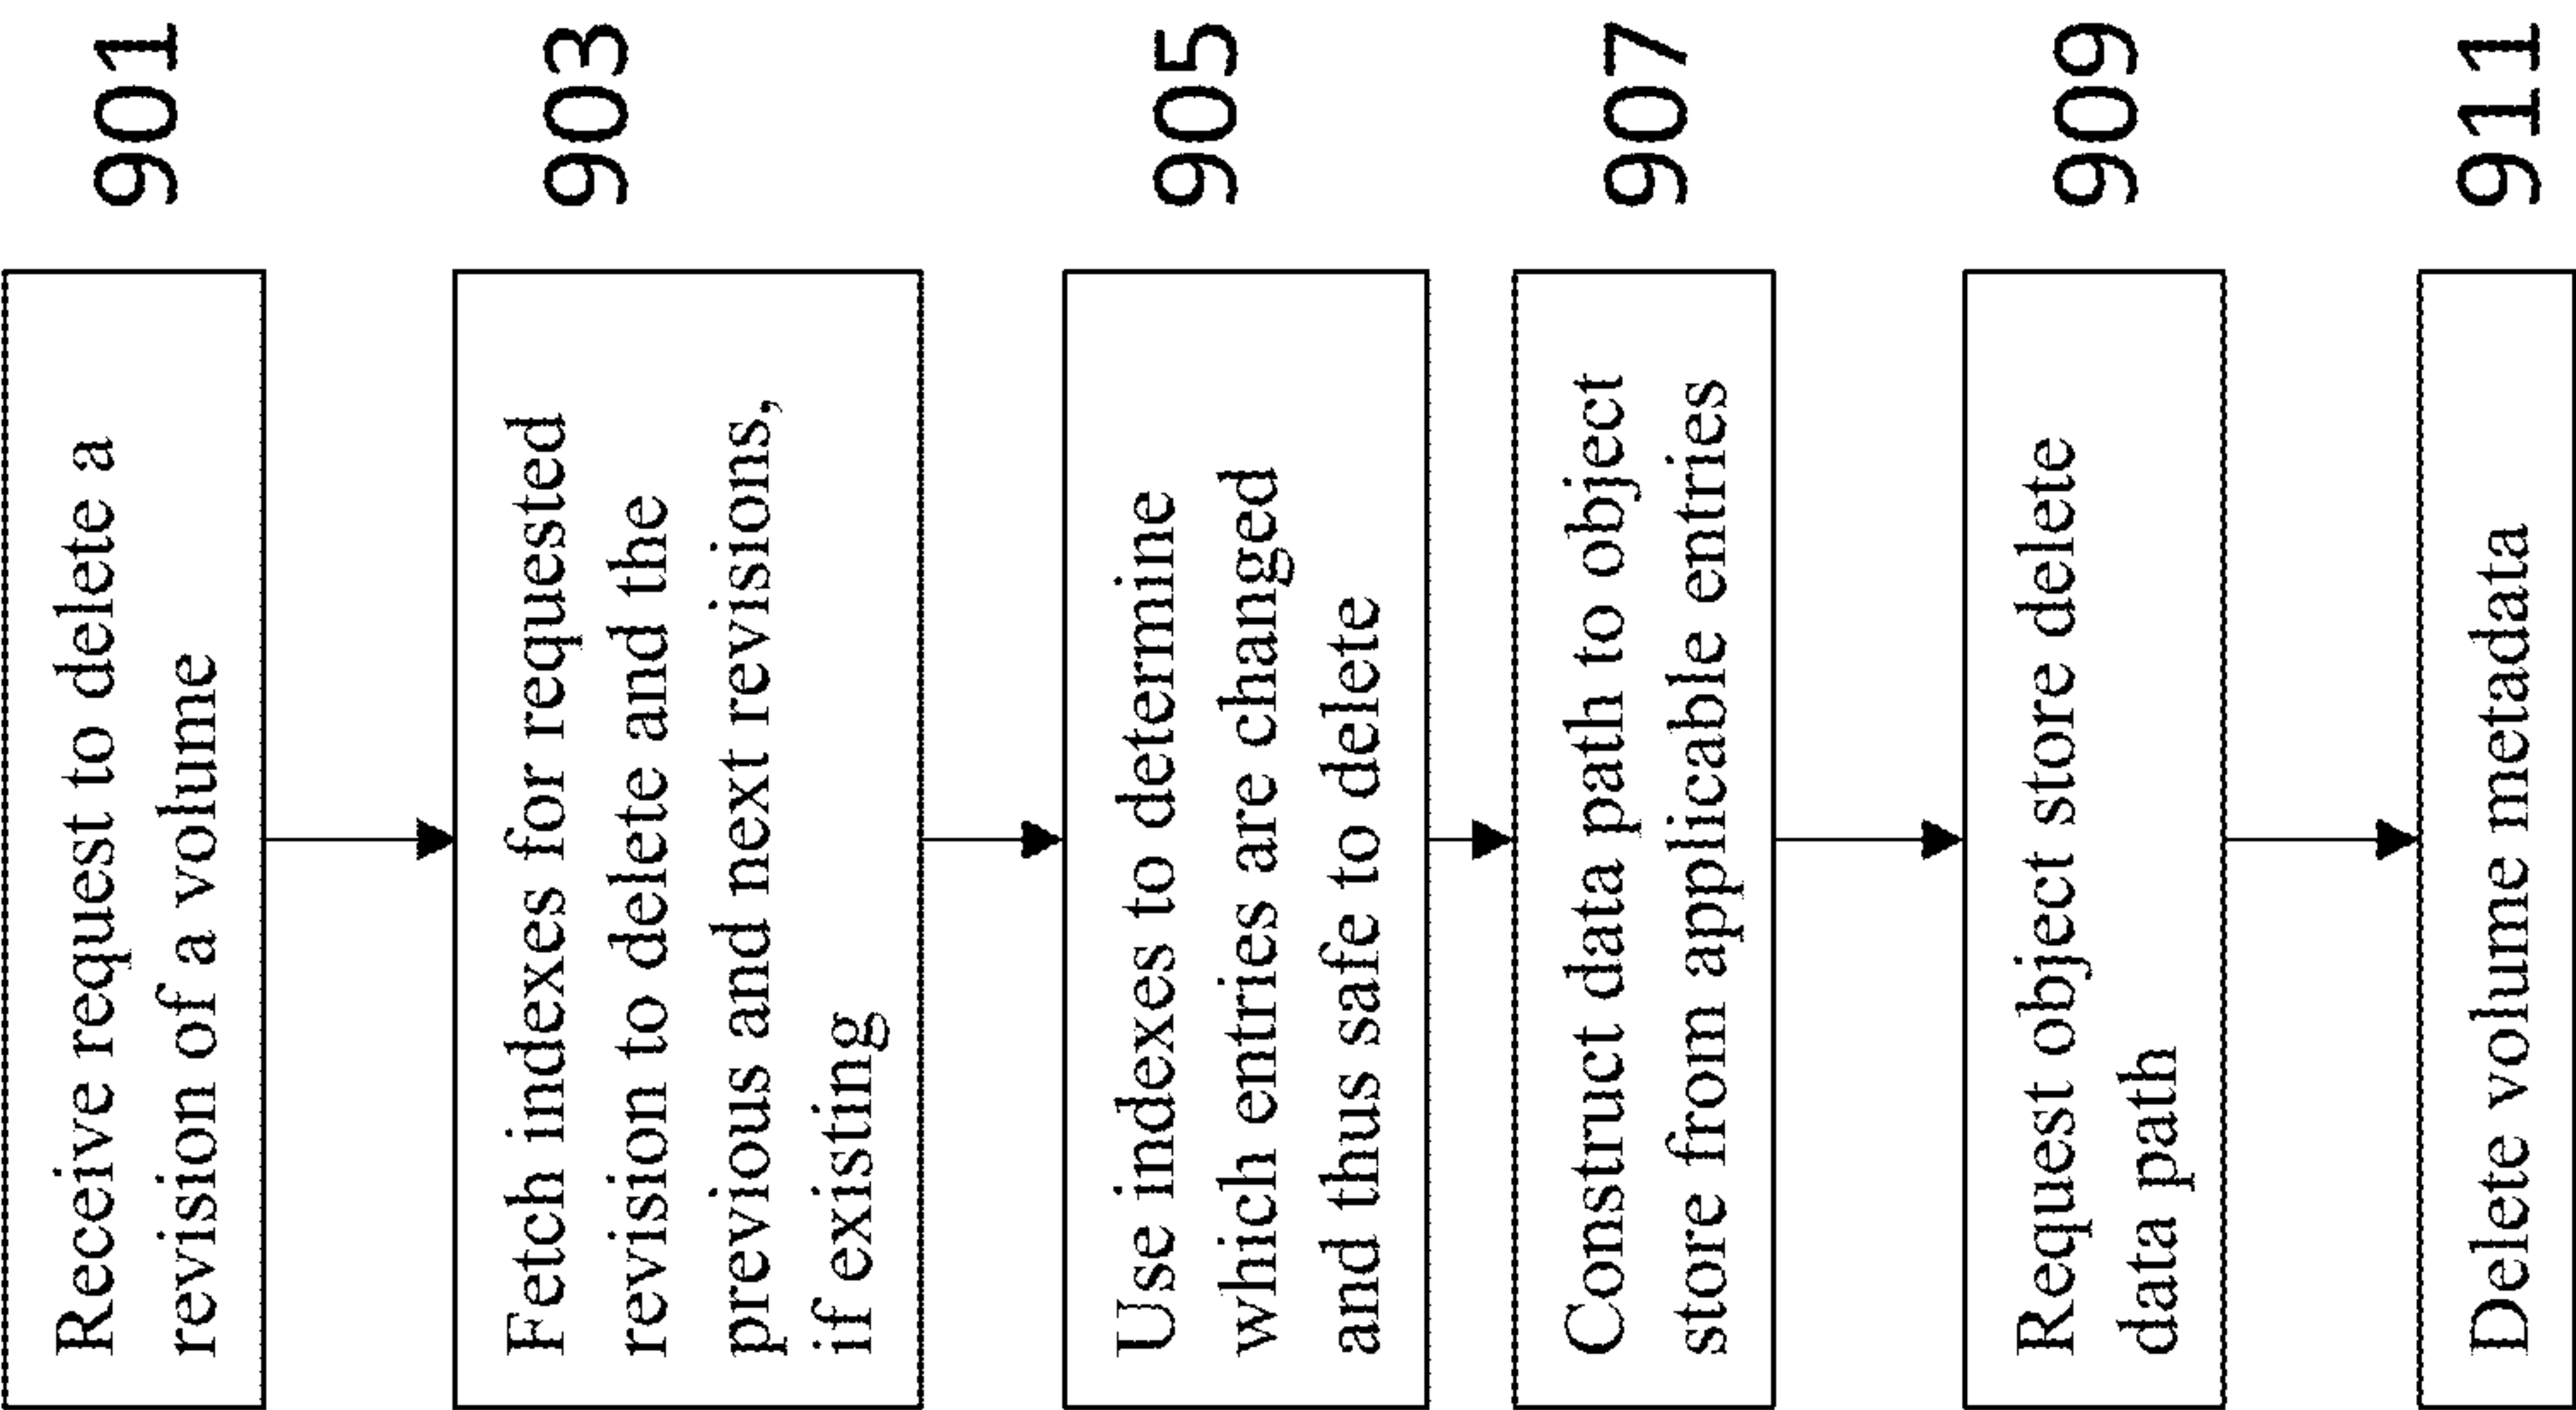 Receive request to delete a
revision of a volume
901
Fetch indexes for requested
revision to delete and the
previous and next revisions,
if existing
903
Use indexes to determine
which entries are changed
and thus safe to delete
905
Construct data path to object
store from applicable entries
907
Request object store delete
data path
909
Delete volume metadata
911